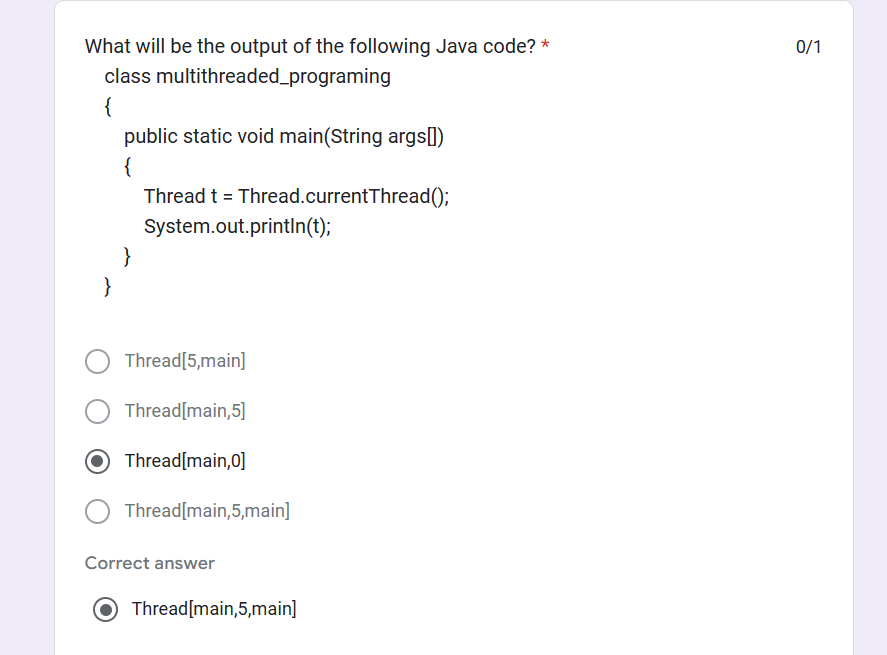 What will be the output of the following Java code? *
0/1
class multithreaded_programing
{
public static void main(String args[])
{
Thread t = Thread.currentThread();
System.out.println(t);
}
}
Thread[5,main]
Thread[main,5]
Thread[main,0]
Thread[main,5,main]
Correct answer
Thread[main,5,main]